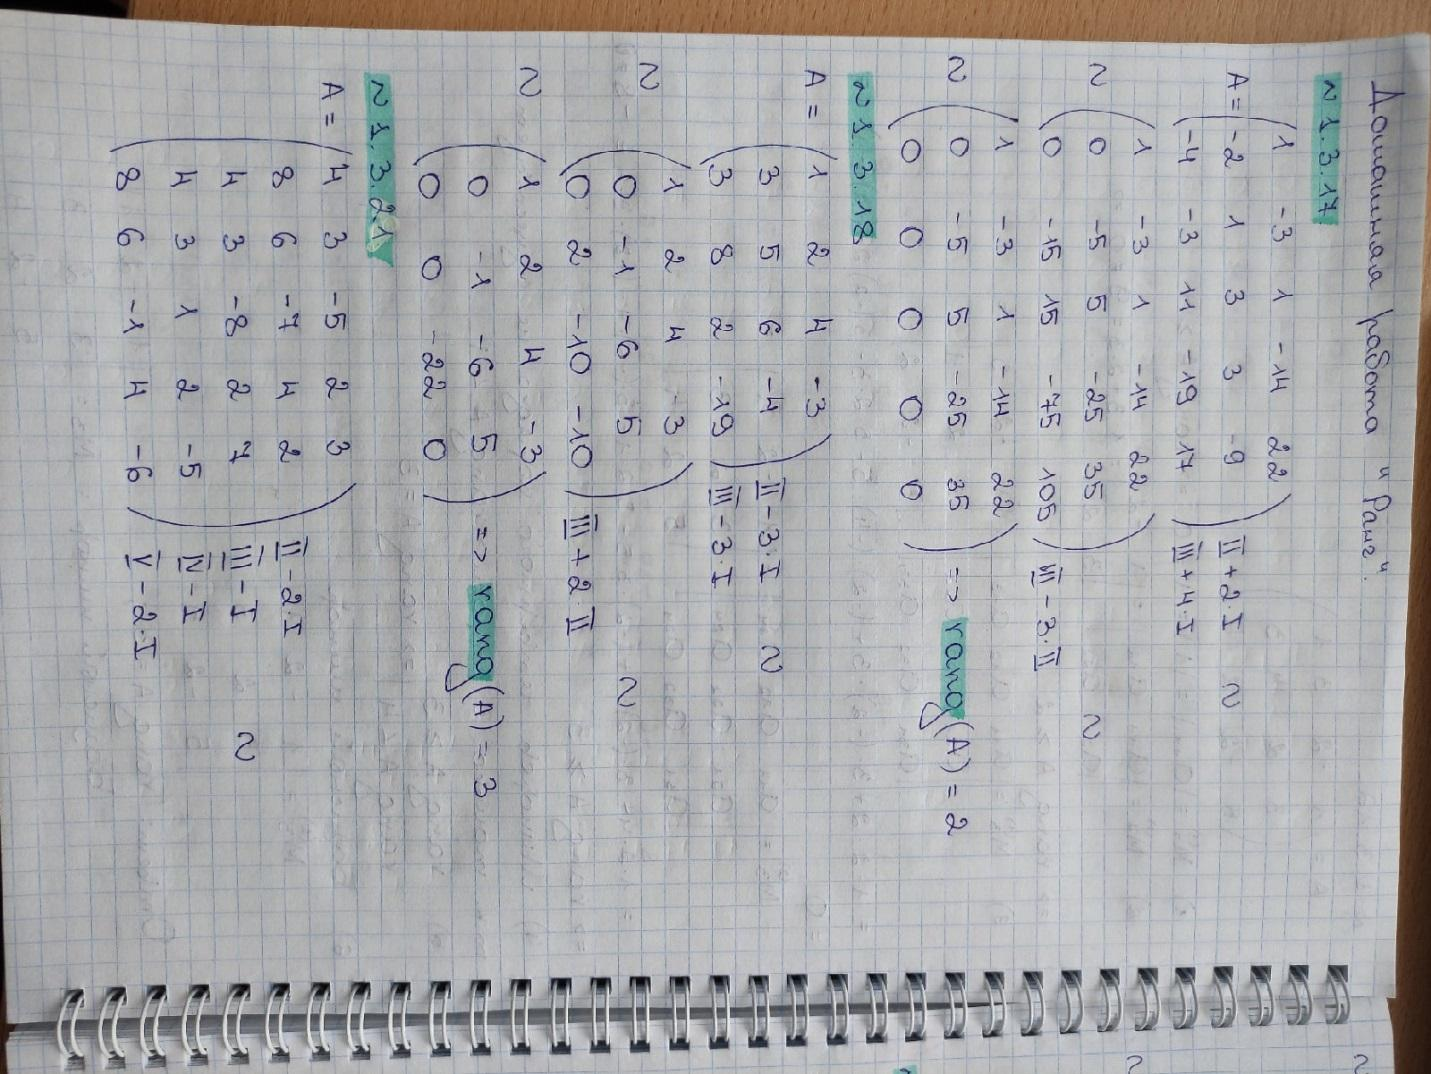 Домашняя работа "Ранг".
~ 1.3.17
1 -3 1 -14 22
A = -2 1 3 3 -9 II + 2·I ~
-4 -3 11 -19 17 III + 4·I
1 -3 1 -14 22
~ 0 -5 5 -25 35 ~
0 -15 15 -75 105 III - 3·II
1 -3 1 -14 22
~ 0 -5 5 -25 35 => rang (A) = 2
0 0 0 0 0
~ 1.3.18
A = 1 2 4 -3
3 5 6 -4 II - 3·I ~
3 8 2 -19 III - 3·I
1 2 4 -3
~ 0 -1 -6 5 ~
0 2 -10 -10 III + 2·II
~ 1 2 4 -3
0 -1 -6 5 => rang (A) = 3
0 0 -22 0
~ 1.3.21
A = 4 3 -5 2 3
8 6 -7 4 2 II - 2·I
4 3 -8 2 7 III - I ~
4 3 1 2 -5 IV - I
8 6 -1 4 -6 V - 2·I